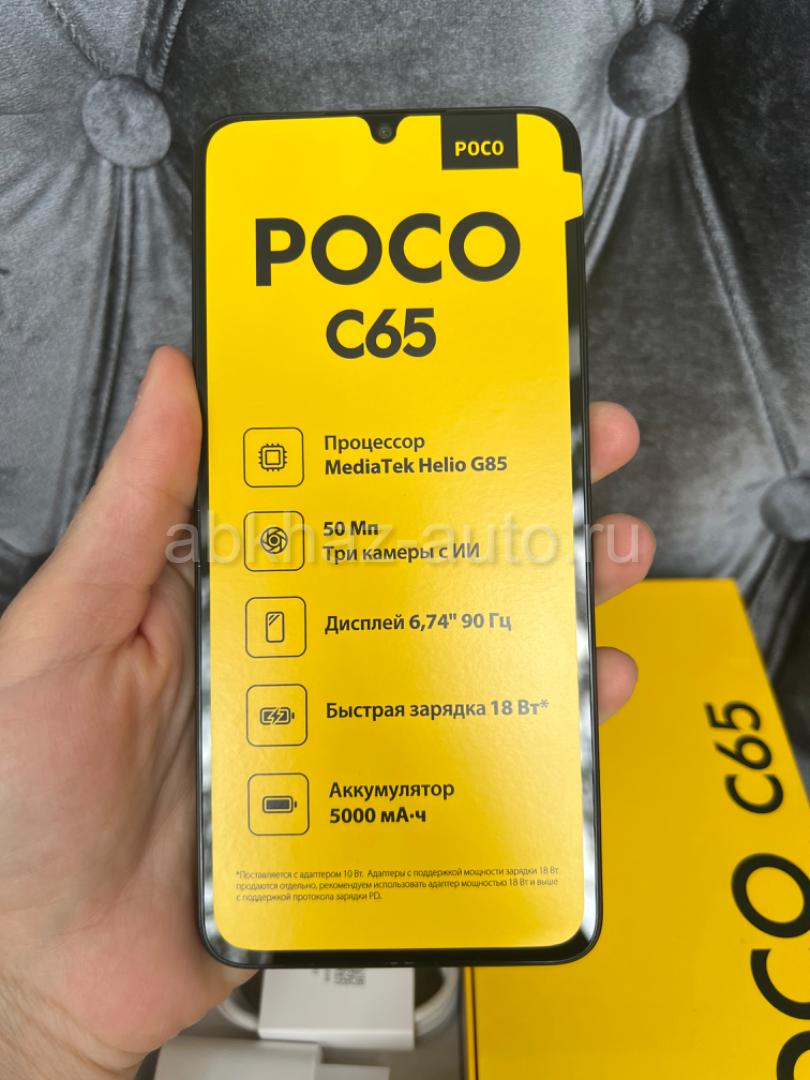 POCO
POCO
C65
Процессор
MediaTek Helio G85
50 Мп
Три камеры с ИИ
abkhaz-auto.ru
Дисплей 6,74" 90 Гц
Быстрая зарядка 18 Вт*
Аккумулятор
5000 мА·ч
*Поставляется с адаптером 10 Вт. Адаптеры с поддержкой мощности зарядки 18 Вт
продаются отдельно, рекомендуем использовать адаптер мощностью 18 Вт и выше
с поддержкой протокола зарядки PD.
C65
OCO